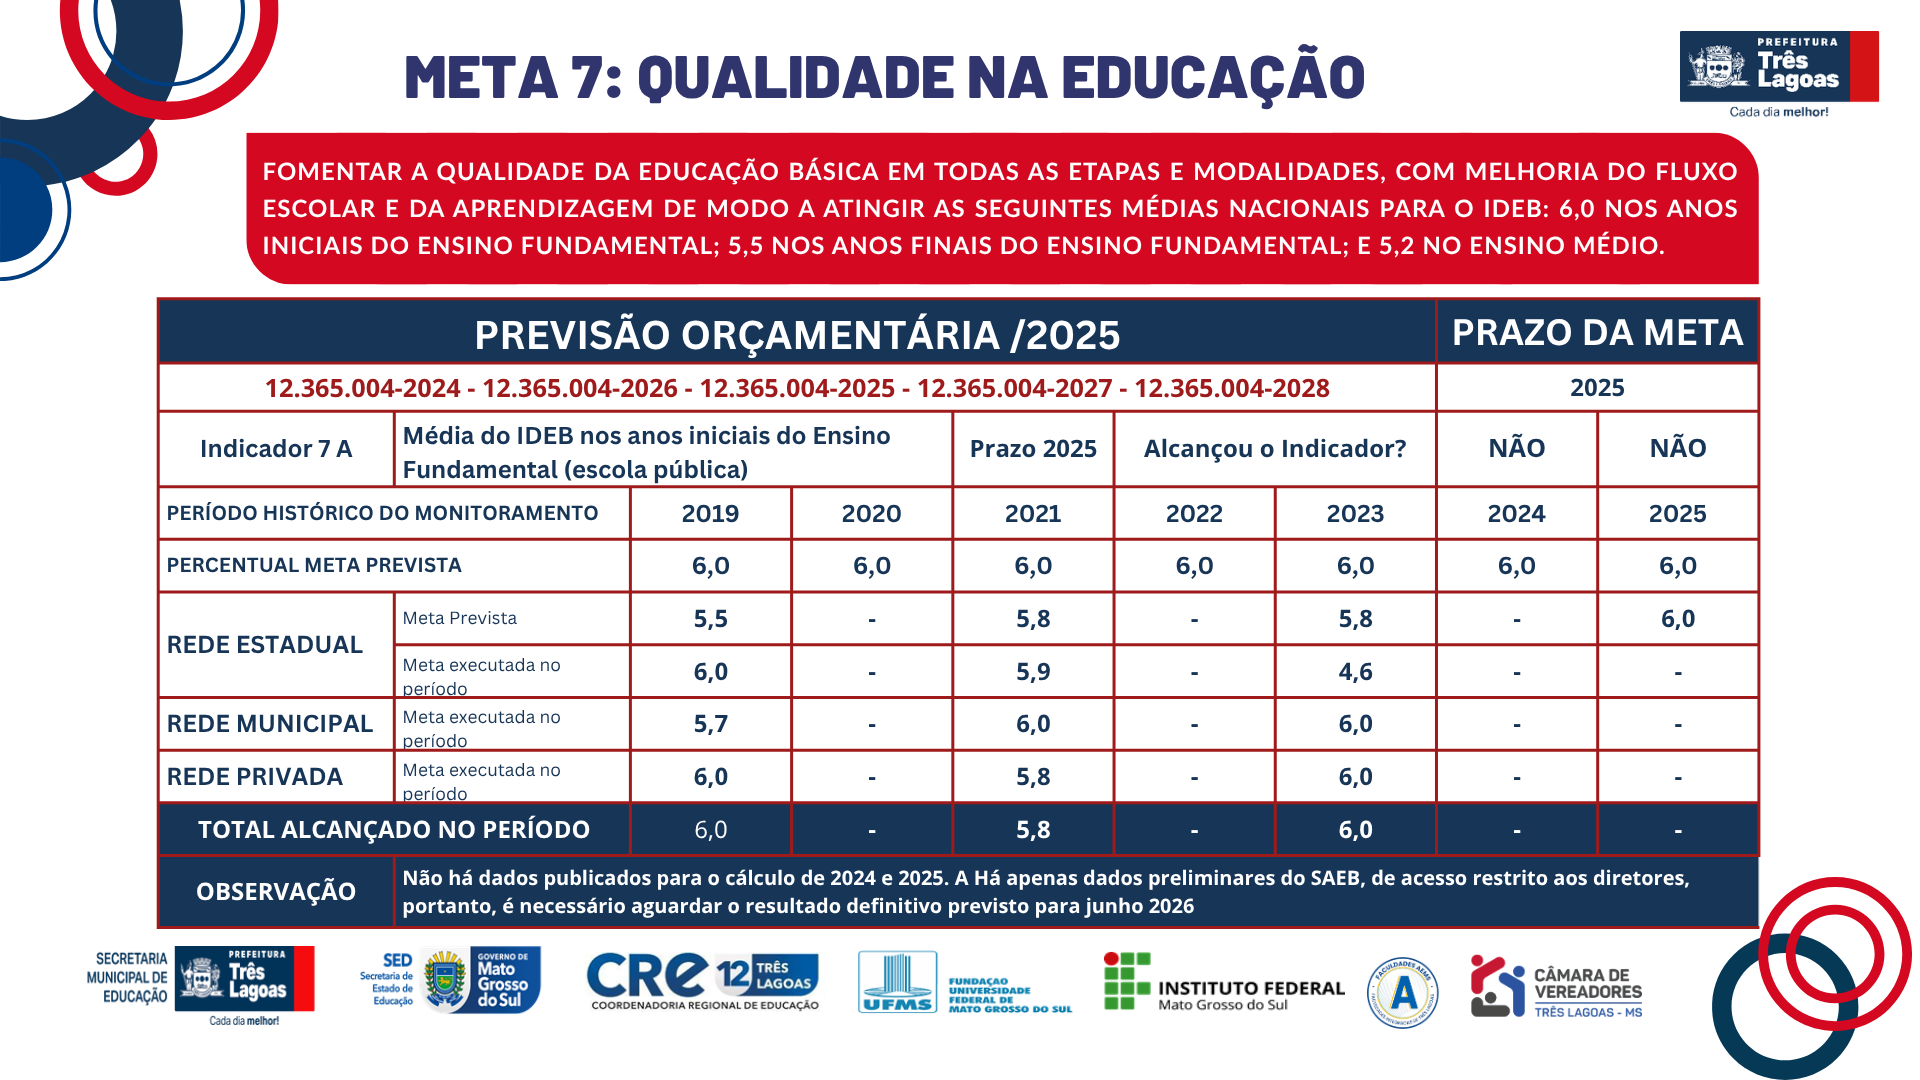 META 7: QUALIDADE NA EDUCAÇÃO
PREFEITURA
Três
Lagoas
Cada dia melhor!
FOMENTAR A QUALIDADE DA EDUCAÇÃO BÁSICA EM TODAS AS ETAPAS E MODALIDADES, COM MELHORIA DO FLUXO
ESCOLAR E DA APRENDIZAGEM DE MODO A ATINGIR AS SEGUINTES MÉDIAS NACIONAIS PARA O IDEB: 6,0 NOS ANOS
INICIAIS DO ENSINO FUNDAMENTAL; 5,5 NOS ANOS FINAIS DO ENSINO FUNDAMENTAL; E 5,2 NO ENSINO MÉDIO.
PREVISÃO ORÇAMENTÁRIA /2025 PRAZO DA META
12.365.004-2024 - 12.365.004-2026 - 12.365.004-2025 - 12.365.004-2027 - 12.365.004-2028 2025
Indicador 7 A Média do IDEB nos anos iniciais do Ensino
Fundamental (escola pública) Prazo 2025 Alcançou o Indicador? NÃO NÃO
PERÍODO HISTÓRICO DO MONITORAMENTO 2019 2020 2021 2022 2023 2024 2025
PERCENTUAL META PREVISTA 6,0 6,0 6,0 6,0 6,0 6,0 6,0
REDE ESTADUAL
Meta Prevista 5,5 - 5,8 - 5,8 - 6,0
Meta executada no
período 6,0 - 5,9 - 4,6 - -
REDE MUNICIPAL Meta executada no
período 5,7 - 6,0 - 6,0 - -
REDE PRIVADA Meta executada no
período 6,0 - 5,8 - 6,0 - -
TOTAL ALCANÇADO NO PERÍODO 6,0 - 5,8 - 6,0 - -
OBSERVAÇÃO
Não há dados publicados para o cálculo de 2024 e 2025. A Há apenas dados preliminares do SAEB, de acesso restrito aos diretores,
portanto, é necessário aguardar o resultado definitivo previsto para junho 2026
SECRETARIA
MUNICIPAL DE
EDUCAÇÃO
PREFEITURA
Três
Lagoas
Cada dia melhor!
SED
Secretaria de
Estado de
Educação
GOVERNO DE
Mato
Grosso
do Sul
CRE 12 TRÊS
LAGOAS
COORDENADORIA REGIONAL DE EDUCAÇÃO
UFMS
FUNDAÇÃO
UNIVERSIDADE
FEDERAL DE
MATO GROSSO DO SUL
INSTITUTO FEDERAL
Mato Grosso do Sul
FACULDADES AEMS
A
CÂMARA DE
VEREADORES
TRÊS LAGOAS - MS